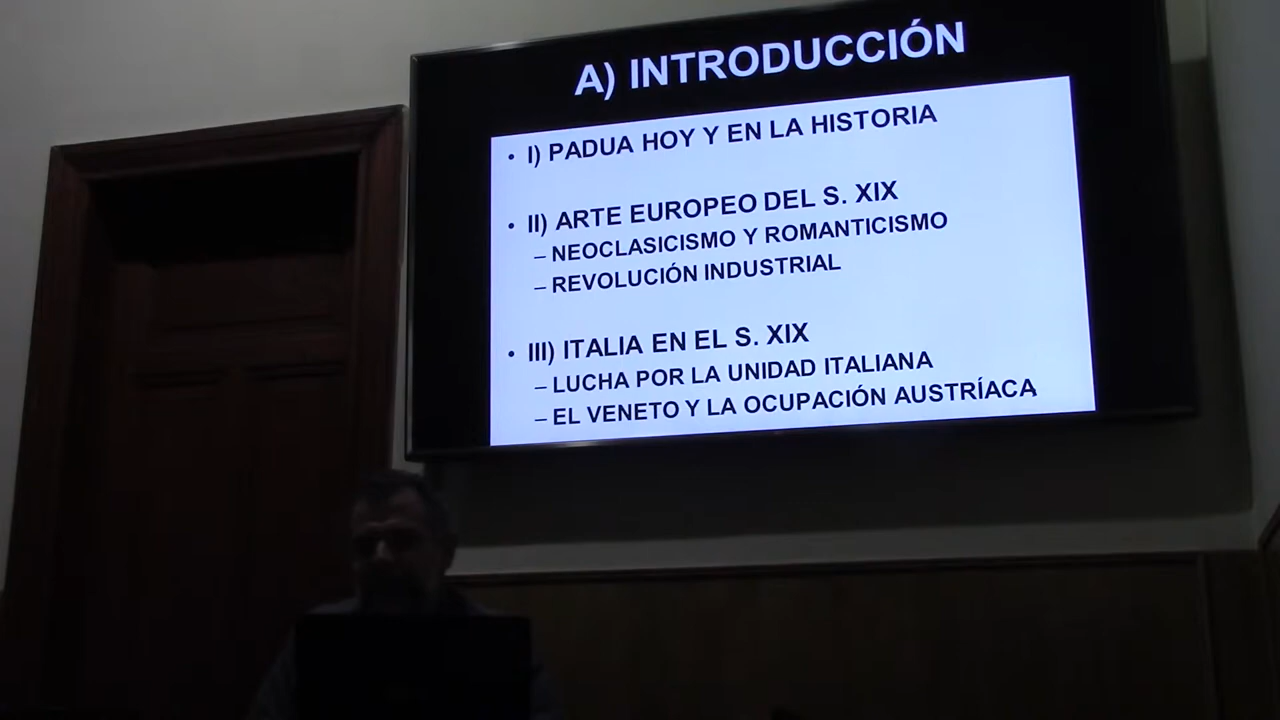 A) INTRODUCCIÓN
• I) PADUA HOY Y EN LA HISTORIA
• II) ARTE EUROPEO DEL S. XIX
– NEOCLASICISMO Y ROMANTICISMO
– REVOLUCIÓN INDUSTRIAL
• III) ITALIA EN EL S. XIX
– LUCHA POR LA UNIDAD ITALIANA
– EL VENETO Y LA OCUPACIÓN AUSTRÍACA